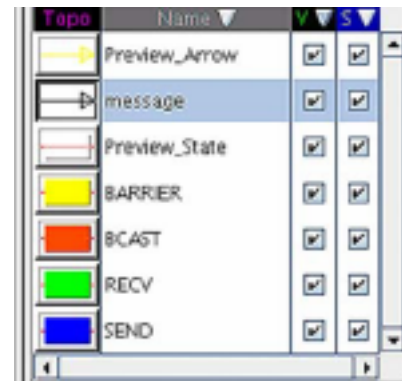 Topo Name V S
Preview_Arrow
message
Preview_State
BARRIER
BCAST
RECV
SEND